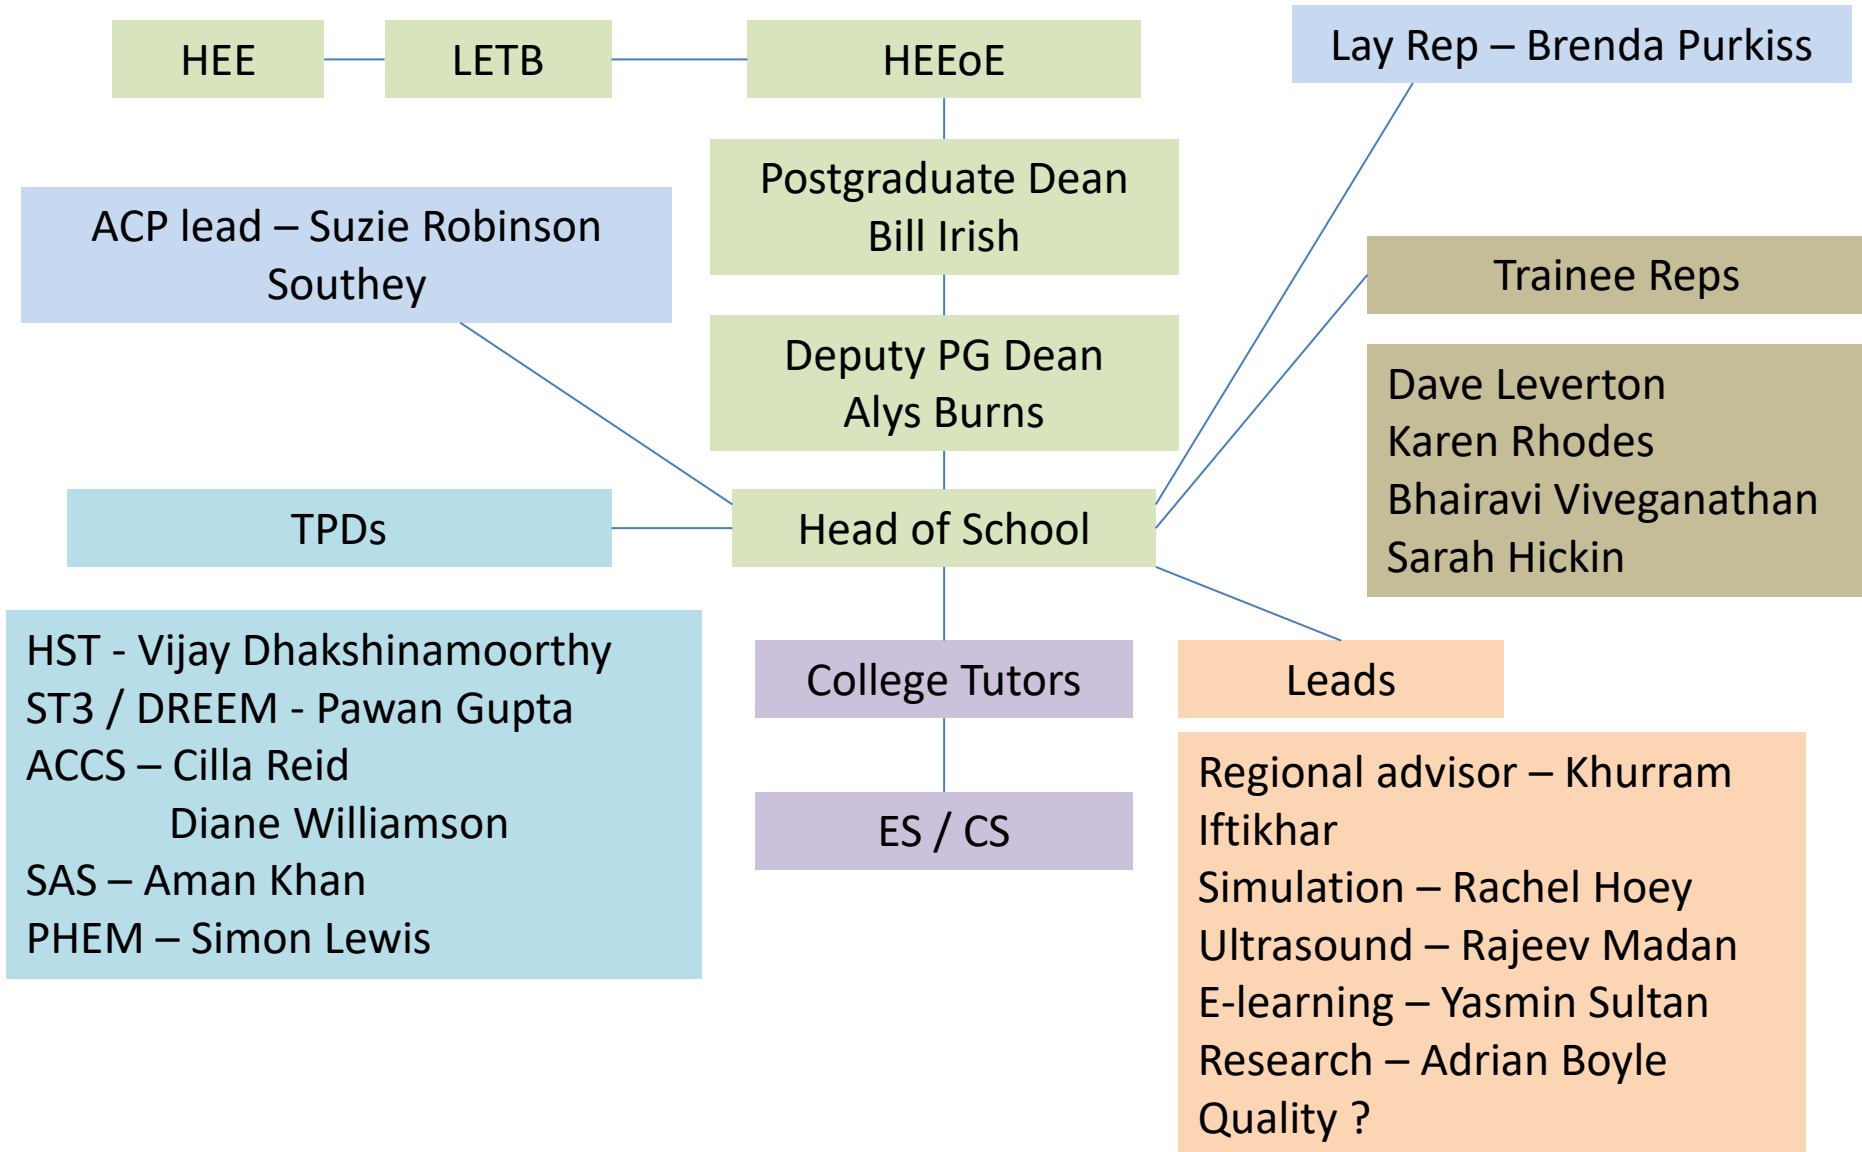 HEE
LETB
HEEoE
Lay Rep – Brenda Purkiss
Postgraduate Dean
Bill Irish
ACP lead – Suzie Robinson
Southey
Trainee Reps
Deputy PG Dean
Alys Burns
Dave Leverton
Karen Rhodes
Bhairavi Viveganathan
Sarah Hickin
TPDs
Head of School
HST - Vijay Dhakshinamoorthy
ST3 / DREEM - Pawan Gupta
ACCS – Cilla Reid
Diane Williamson
SAS – Aman Khan
PHEM – Simon Lewis
College Tutors
ES / CS
Leads
Regional advisor – Khurram
Iftikhar
Simulation – Rachel Hoey
Ultrasound – Rajeev Madan
E-learning – Yasmin Sultan
Research – Adrian Boyle
Quality ?